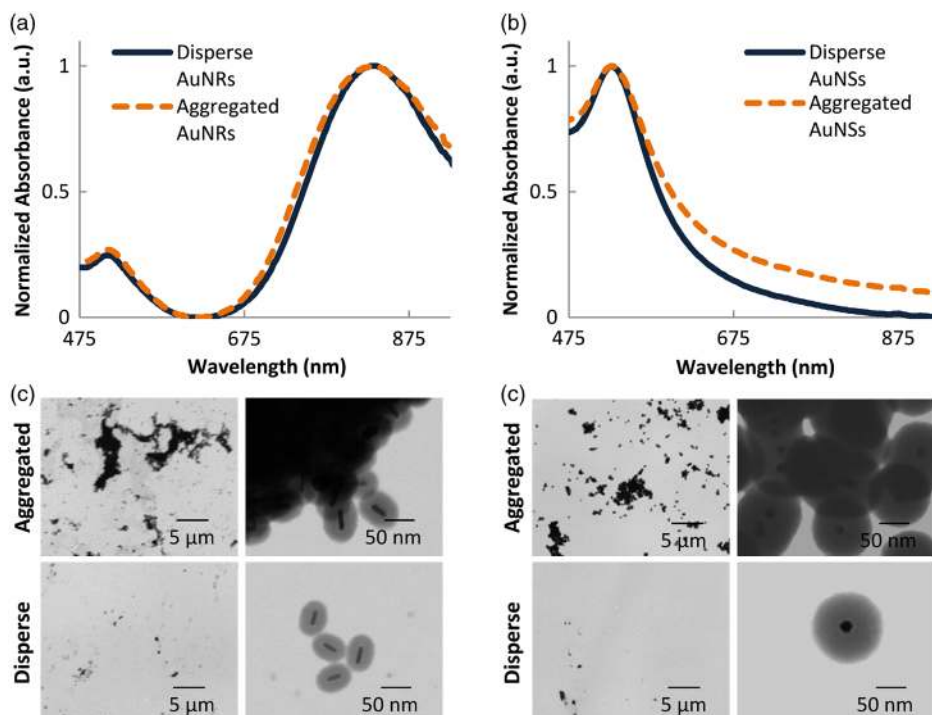 (a)
Normalized Absorbance (a.u.)
1
0.5
0
Disperse
AuNRs
Aggregated
AuNRs
475
675
875
Wavelength (nm)
(b)
Normalized Absorbance (a.u.)
1
0.5
0
Disperse
AuNSs
Aggregated
AuNSs
475
675
875
Wavelength (nm)
(c)
Aggregated
5 μm
50 nm
Disperse
5 μm
50 nm
(c)
Aggregated
5 μm
50 nm
Disperse
5 μm
50 nm